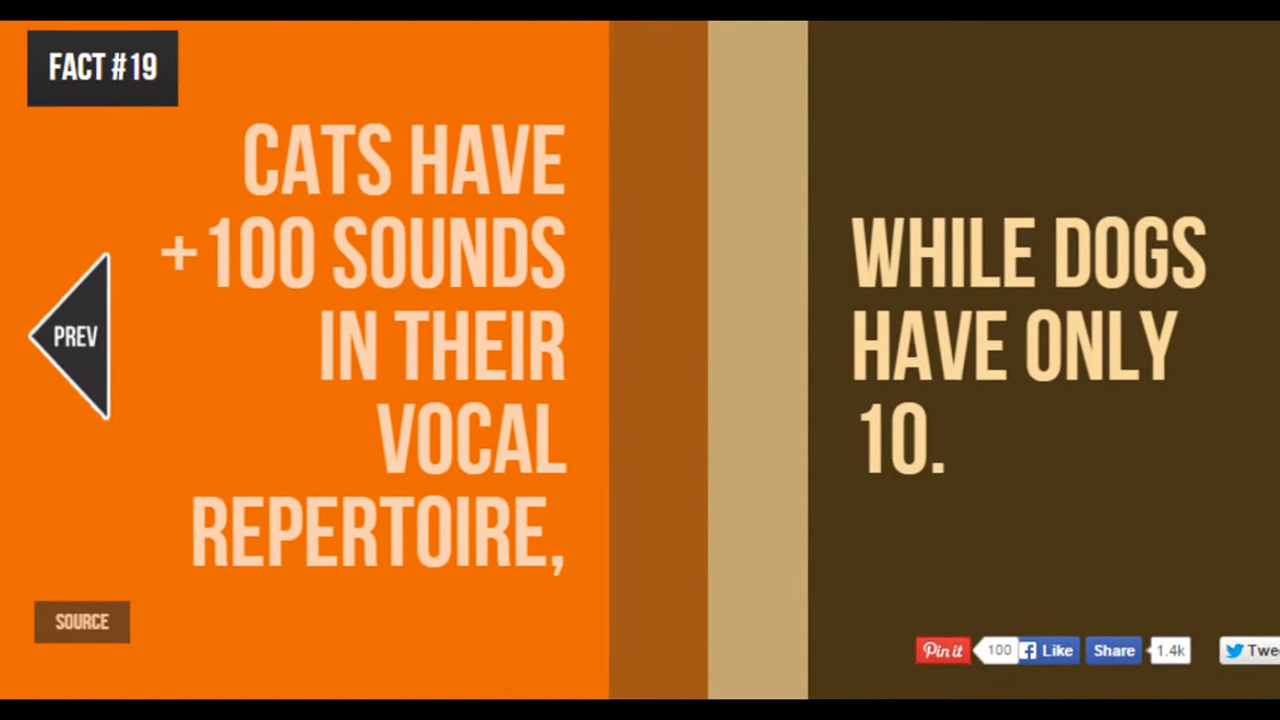 FACT #19
CATS HAVE
+100 SOUNDS
IN THEIR
VOCAL
REPERTOIRE,
WHILE DOGS
HAVE ONLY
10.
PREV
SOURCE
Pin it 100 Like Share 1.4k Twe